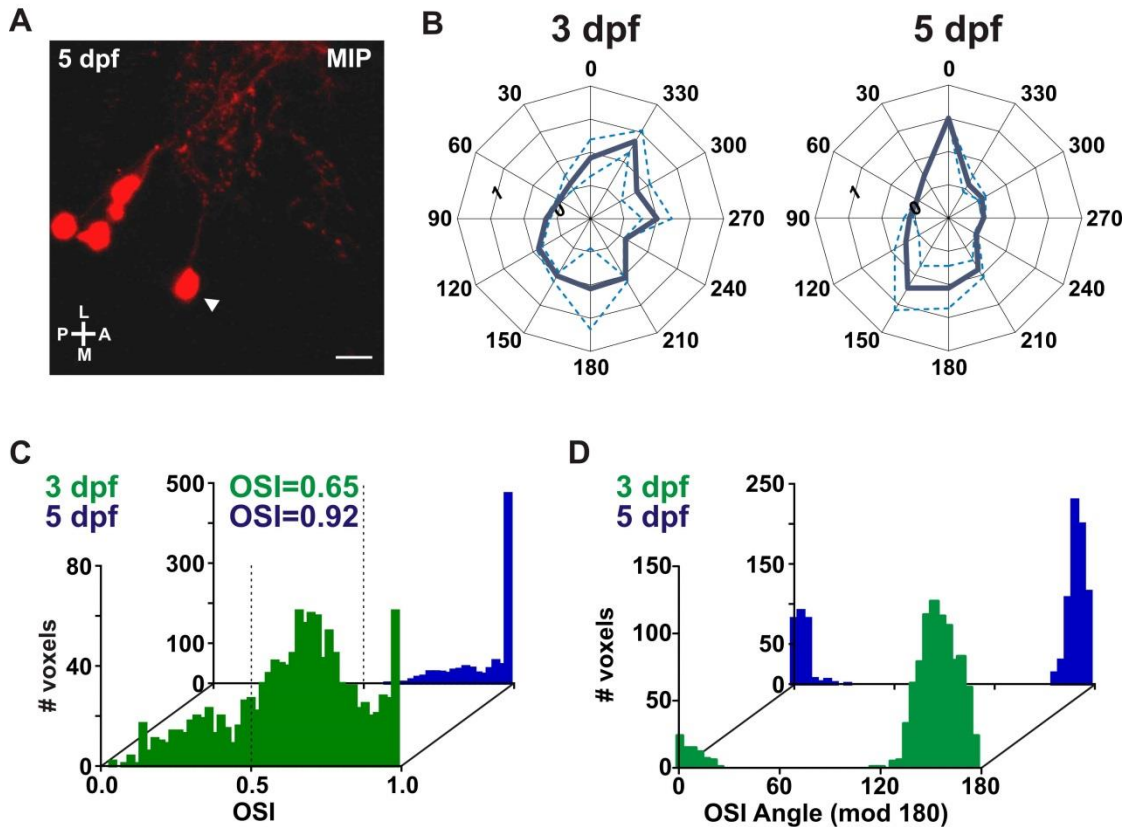 A
5 dpf MIP
L
P A
M
B
3 dpf 5 dpf
0
30 330
60 300
1
90 0 270
120 240
150 210
180
0
30 330
60 300
1
90 0 270
120 240
150 210
180
C
3 dpf OSI=0.65
5 dpf OSI=0.92
500
300
100
0
80
40
0
# voxels
0.0 0.5 1.0
OSI
D
3 dpf
5 dpf
250
150
50
0
150
100
50
0
# voxels
0 60 120 180
OSI Angle (mod 180)